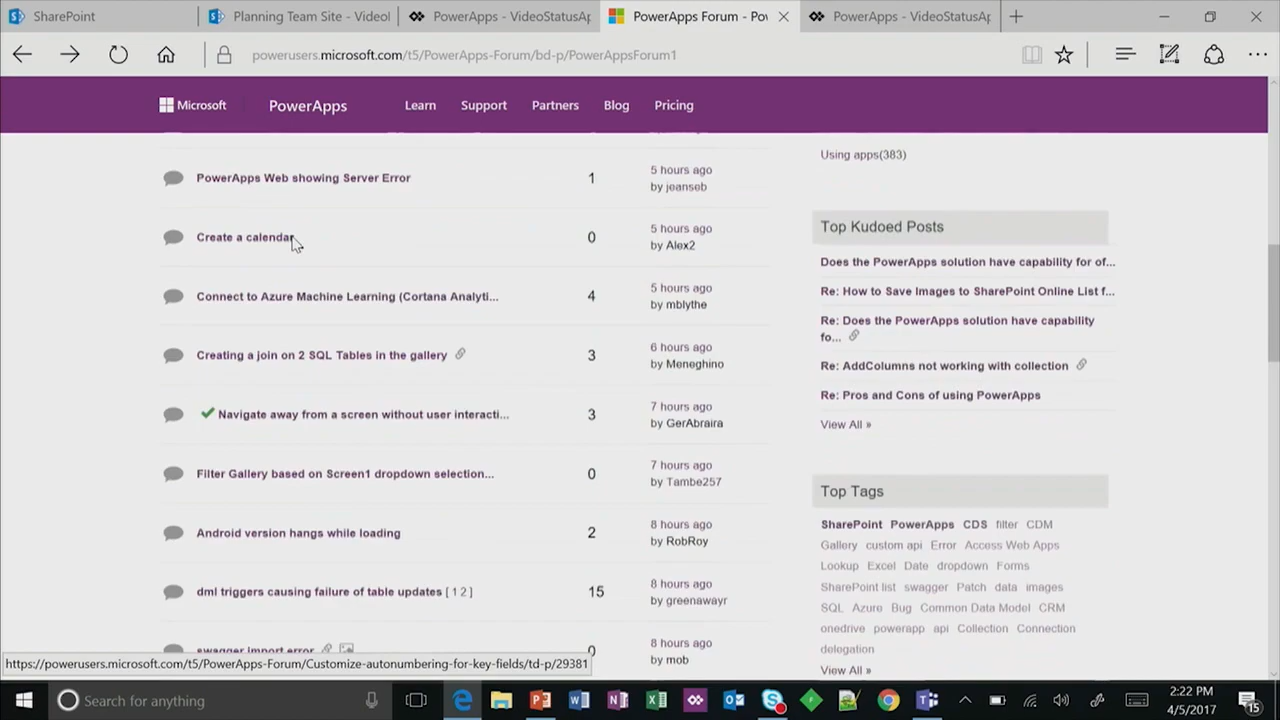 SharePoint
Planning Team Site - Videol
PowerApps - VideoStatusAp
PowerApps Forum - Pov
PowerApps - VideoStatusAp
powerusers.microsoft.com/t5/PowerApps-Forum/bd-p/PowerAppsForum1
Microsoft PowerApps Learn Support Partners Blog Pricing
PowerApps Web showing Server Error 1 5 hours ago
by jeanseb
Create a calendar 0 5 hours ago
by Alex2
Connect to Azure Machine Learning (Cortana Analyti... 4 5 hours ago
by mblythe
Creating a join on 2 SQL Tables in the gallery 3 6 hours ago
by Meneghino
Navigate away from a screen without user interacti... 3 7 hours ago
by GerAbraira
Filter Gallery based on Screen1 dropdown selection... 0 7 hours ago
by Tambe257
Android version hangs while loading 2 8 hours ago
by RobRoy
dml triggers causing failure of table updates [ 1 2 ] 15 8 hours ago
by greenawayr
swagger import error 0 8 hours ago
by mob
Using apps(383)
Top Kudoed Posts
Does the PowerApps solution have capability for of...
Re: How to Save Images to SharePoint Online List f...
Re: Does the PowerApps solution have capability
fo...
Re: AddColumns not working with collection
Re: Pros and Cons of using PowerApps
View All »
Top Tags
SharePoint PowerApps CDS filter CDM
Gallery custom api Error Access Web Apps
Lookup Excel Date dropdown Forms
SharePoint list swagger Patch data images
SQL Azure Bug Common Data Model CRM
onedrive powerapp api Collection Connection
delegation
View All »
https://powerusers.microsoft.com/t5/PowerApps-Forum/Customize-autonumbering-for-key-fields/td-p/29381
Search for anything
2:22 PM
4/5/2017
15